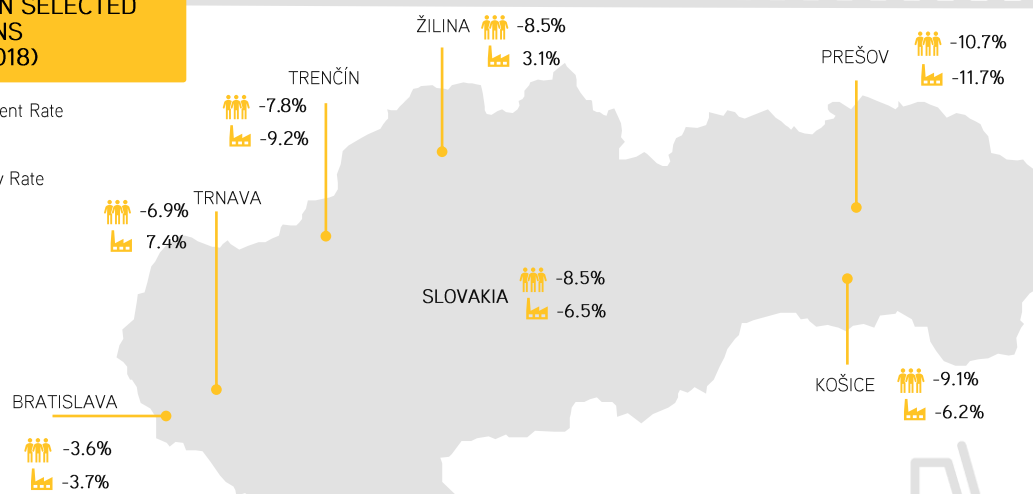 N SELECTED
NS
018)
ent Rate
y Rate
ŽILINA -8.5%
3.1%
PREŠOV -10.7%
-11.7%
TRENČÍN
-7.8%
-9.2%
TRNAVA
-6.9%
7.4%
SLOVAKIA -8.5%
-6.5%
KOŠICE -9.1%
-6.2%
BRATISLAVA
-3.6%
-3.7%